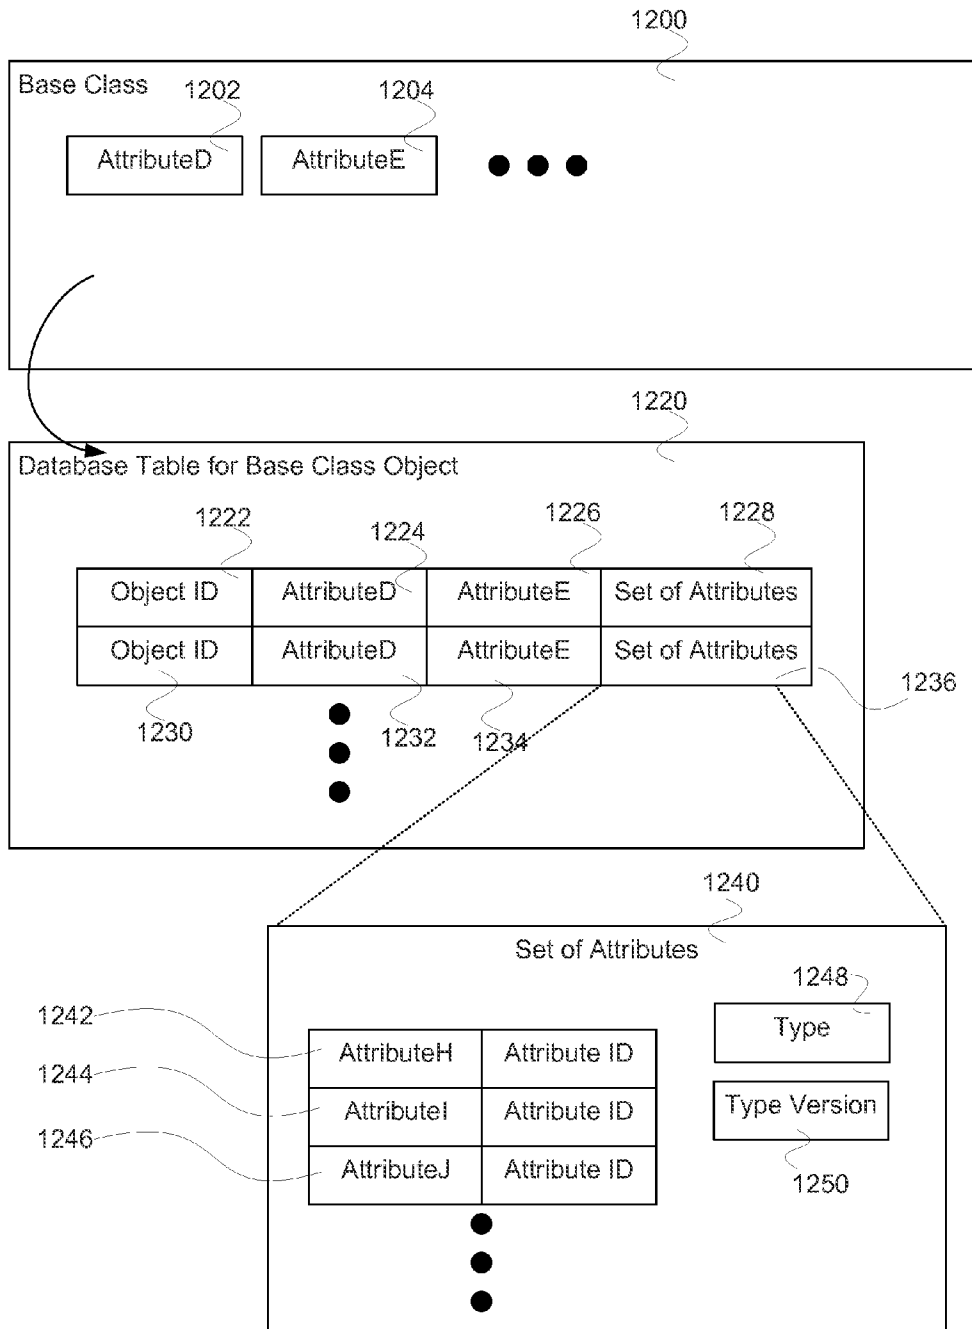 1200
Base Class
1202
1204
AttributeD
AttributeE
1220
Database Table for Base Class Object
1222
1224
1226
1228
Object ID
AttributeD
AttributeE
Set of Attributes
Object ID
AttributeD
AttributeE
Set of Attributes
1230
1232
1234
1236
1240
Set of Attributes
1248
Type
1242
AttributeH
Attribute ID
1244
AttributeI
Attribute ID
Type Version
1246
AttributeJ
Attribute ID
1250